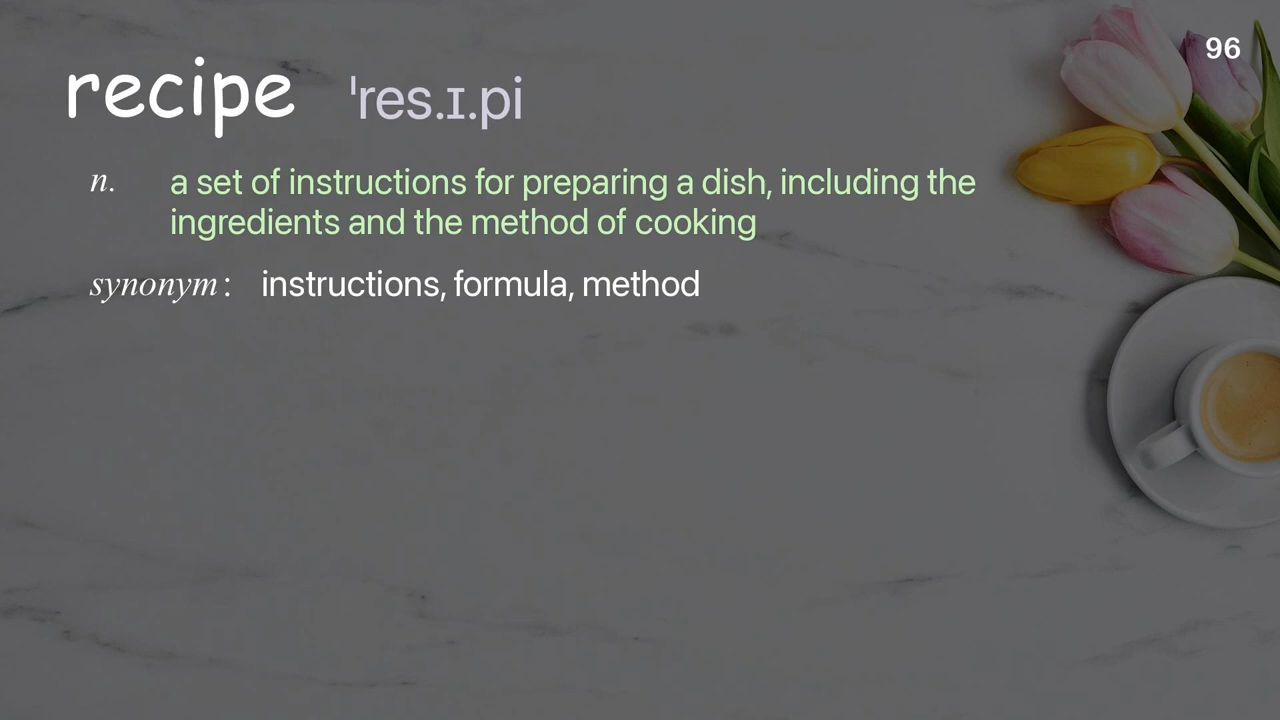 96
recipe ˈres.ɪ.pi
n. a set of instructions for preparing a dish, including the
ingredients and the method of cooking
synonym: instructions, formula, method